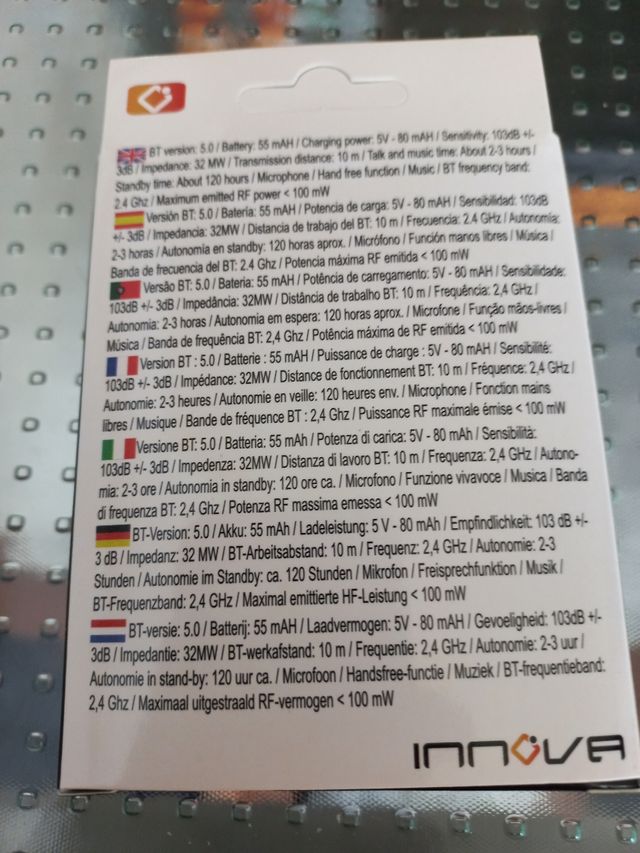 BT version: 5.0 / Battery: 55 mAH / Charging power: 5V - 80 mAH / Sensitivity: 103dB +/-
3dB / Impedance: 32 MW / Transmission distance: 10 m / Talk and music time: About 2-3 hours /
Standby time: About 120 hours / Microphone / Hand free function / Music / BT frequency band:
2.4 Ghz / Maximum emitted RF power < 100 mW
Versión BT: 5.0 / Bateria: 55 mAH / Potencia de carga: 5V - 80 mAH / Sensibilidad: 103dB
+/- 3dB / Impedancia: 32MW / Distancia de trabajo del BT: 10 m / Frecuencia: 2.4 GHz / Autonomia:
2-3 horas / Autonomia en standby: 120 horas aprox. / Micrófono / Función manos libres / Música /
Banda de frecuencia del BT: 2.4 Ghz / Potencia máxima RF emitida < 100 mW
Versão BT: 5.0 / Bateria: 55 mAH / Potência de carregamento: 5V - 80 mAH / Sensibilidade:
103dB +/- 3dB / Impedância: 32MW / Distância de trabalho BT: 10 m / Frequência: 2,4 GHz /
Autonomia: 2-3 horas / Autonomia em espera: 120 horas aprox. / Microfone / Função mãos-livres /
Música / Banda de frequência BT: 2,4 Ghz / Potência máxima de RF emitida < 100 mW
Version BT : 5.0 / Batterie : 55 mAH / Puissance de charge : 5V - 80 mAH / Sensibilité:
103dB +/- 3dB / Impédance: 32MW / Distance de fonctionnement BT: 10 m / Fréquence: 2,4 GHz /
Autonomie: 2-3 heures / Autonomie en veille: 120 heures env. / Microphone / Fonction mains
libres / Musique / Bande de fréquence BT : 2,4 Ghz / Puissance RF maximale émise < 100 mW
Versione BT: 5.0 / Batteria: 55 mAh / Potenza di carica: 5V - 80 mAh / Sensibilità:
103dB +/- 3dB / Impedenza: 32MW / Distanza di lavoro BT: 10 m / Frequenza: 2,4 GHz / Autono-
mia: 2-3 ore / Autonomia in standby: 120 ore ca. / Microfono / Funzione vivavoce / Musica / Banda
di frequenza BT: 2,4 Ghz / Potenza RF massima emessa < 100 mW
BT-Version: 5.0 / Akku: 55 mAh / Ladeleistung: 5 V - 80 mAh / Empfindlichkeit: 103 dB +/-
3 dB / Impedanz: 32 MW / BT-Arbeitsabstand: 10 m / Frequenz: 2,4 GHz / Autonomie: 2-3
Stunden / Autonomie im Standby: ca. 120 Stunden / Mikrofon / Freisprechfunktion / Musik /
BT-Frequenzband: 2,4 GHz / Maximal emittierte HF-Leistung < 100 mW
BT-versie: 5.0 / Batterij: 55 mAH / Laadvermogen: 5V - 80 mAH / Gevoeligheid: 103dB +/-
3dB / Impedantie: 32MW / BT-werkafstand: 10 m / Frequentie: 2,4 GHz / Autonomie: 2-3 uur /
Autonomie in stand-by: 120 uur ca. / Microfoon / Handsfree-functie / Muziek / BT-frequentieband:
2,4 Ghz / Maximaal uitgestraald RF-vermogen < 100 mW
INNOVA